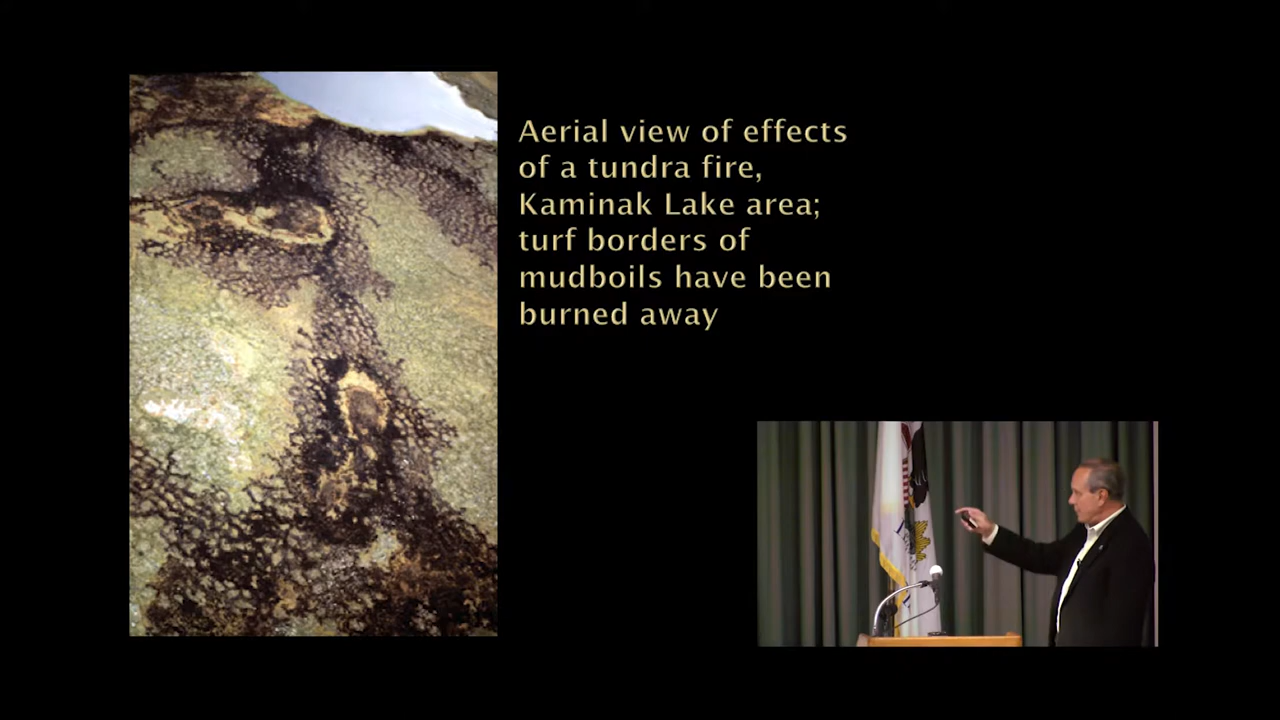 Aerial view of effects
of a tundra fire,
Kaminak Lake area;
turf borders of
mudboils have been
burned away